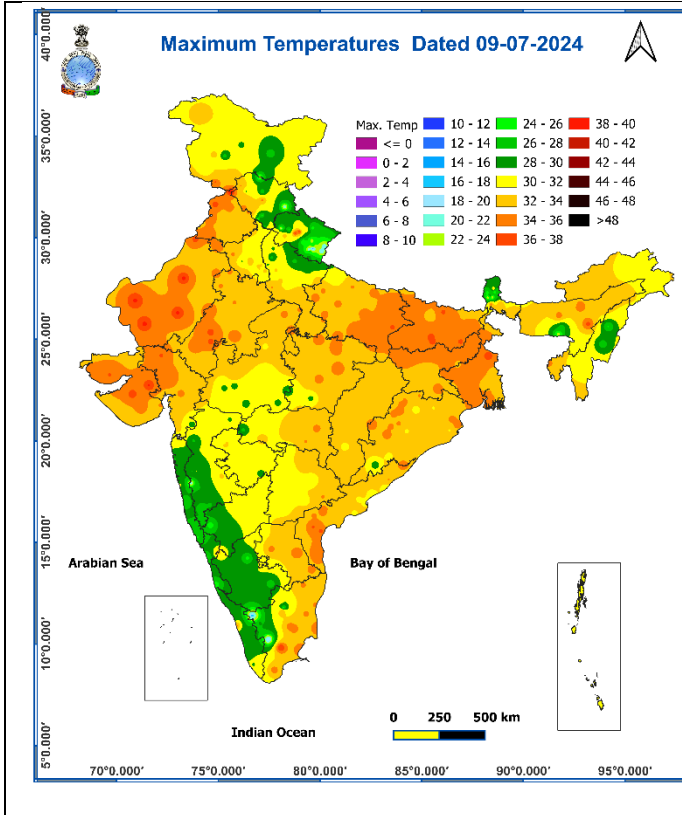 Maximum Temperatures Dated 09-07-2024
Max. Temp
<= 0
0 - 2
2 - 4
4 - 6
6 - 8
8 - 10
10 - 12
12 - 14
14 - 16
16 - 18
18 - 20
20 - 22
22 - 24
24 - 26
26 - 28
28 - 30
30 - 32
32 - 34
34 - 36
36 - 38
38 - 40
40 - 42
42 - 44
44 - 46
46 - 48
>48
40°0.000'
35°0.000'
30°0.000'
25°0.000'
20°0.000'
15°0.000'
10°0.000'
5°0.000'
Arabian Sea
Bay of Bengal
Indian Ocean
0 250 500 km
70°0.000' 75°0.000' 80°0.000' 85°0.000' 90°0.000' 95°0.000'